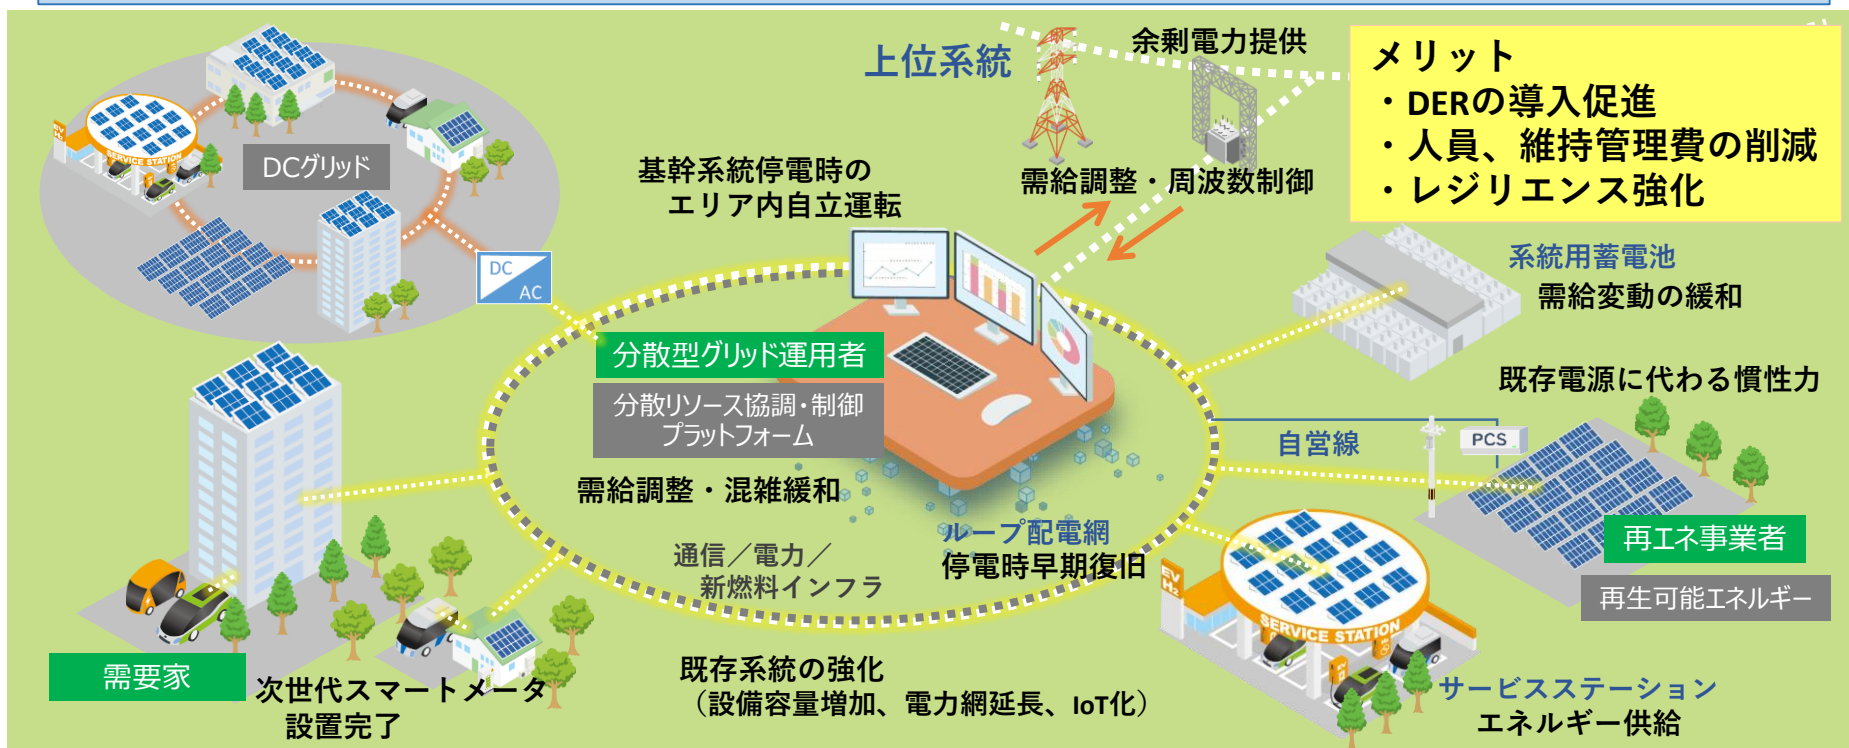 上位系統
余剰電力提供
メリット
・DERの導入促進
・人員、維持管理費の削減
・レジリエンス強化
EV
H2
SERVICE STATION
DCグリッド
基幹系統停電時の
エリア内自立運転
需給調整・周波数制御
DC
AC
系統用蓄電池
需給変動の緩和
分散型グリッド運用者
分散リソース協調・制御
プラットフォーム
需給調整・混雑緩和
既存電源に代わる慣性力
自営線
PCS
ループ配電網
停電時早期復旧
通信／電力／
新燃料インフラ
再エネ事業者
再生可能エネルギー
EV
H2
SERVICE STATION
需要家
次世代スマートメータ
設置完了
既存系統の強化
（設備容量増加、電力網延長、IoT化）
サービスステーション
エネルギー供給